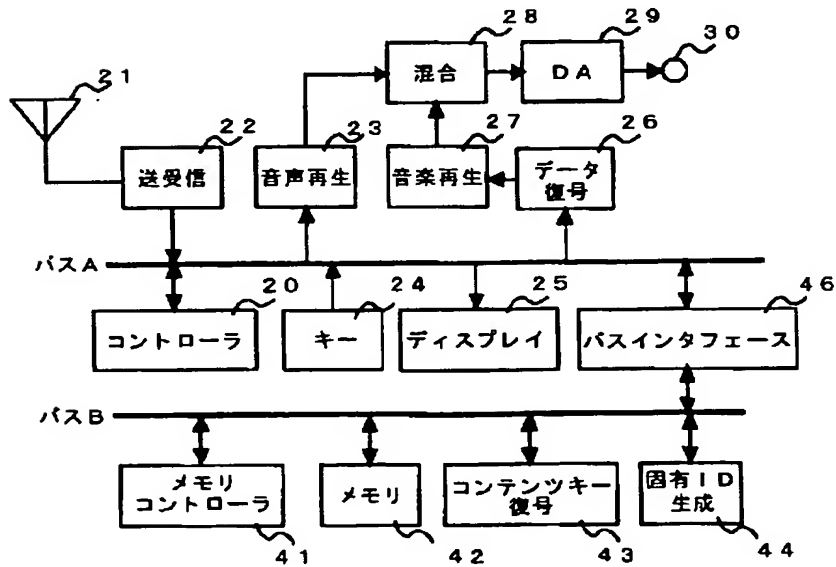 28
29
30
混合
DA
21
22
23
27
26
送受信
音声再生
音楽再生
データ
復号
バスA
20
24
25
46
コントローラ
キー
ディスプレイ
バスインタフェース
バスB
メモリ
コントローラ
メモリ
コンテンツキー
復号
固有ID
生成
41
42
43
44